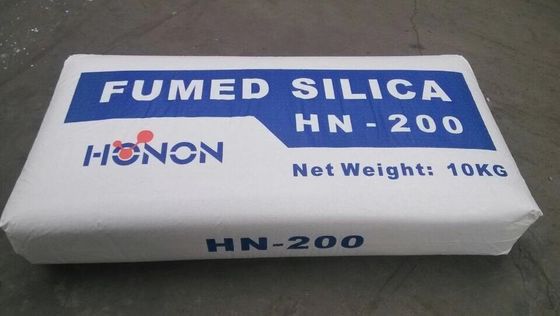 FUMED SILICA
HN-200
HONON
Net Weight: 10KG
HN-200